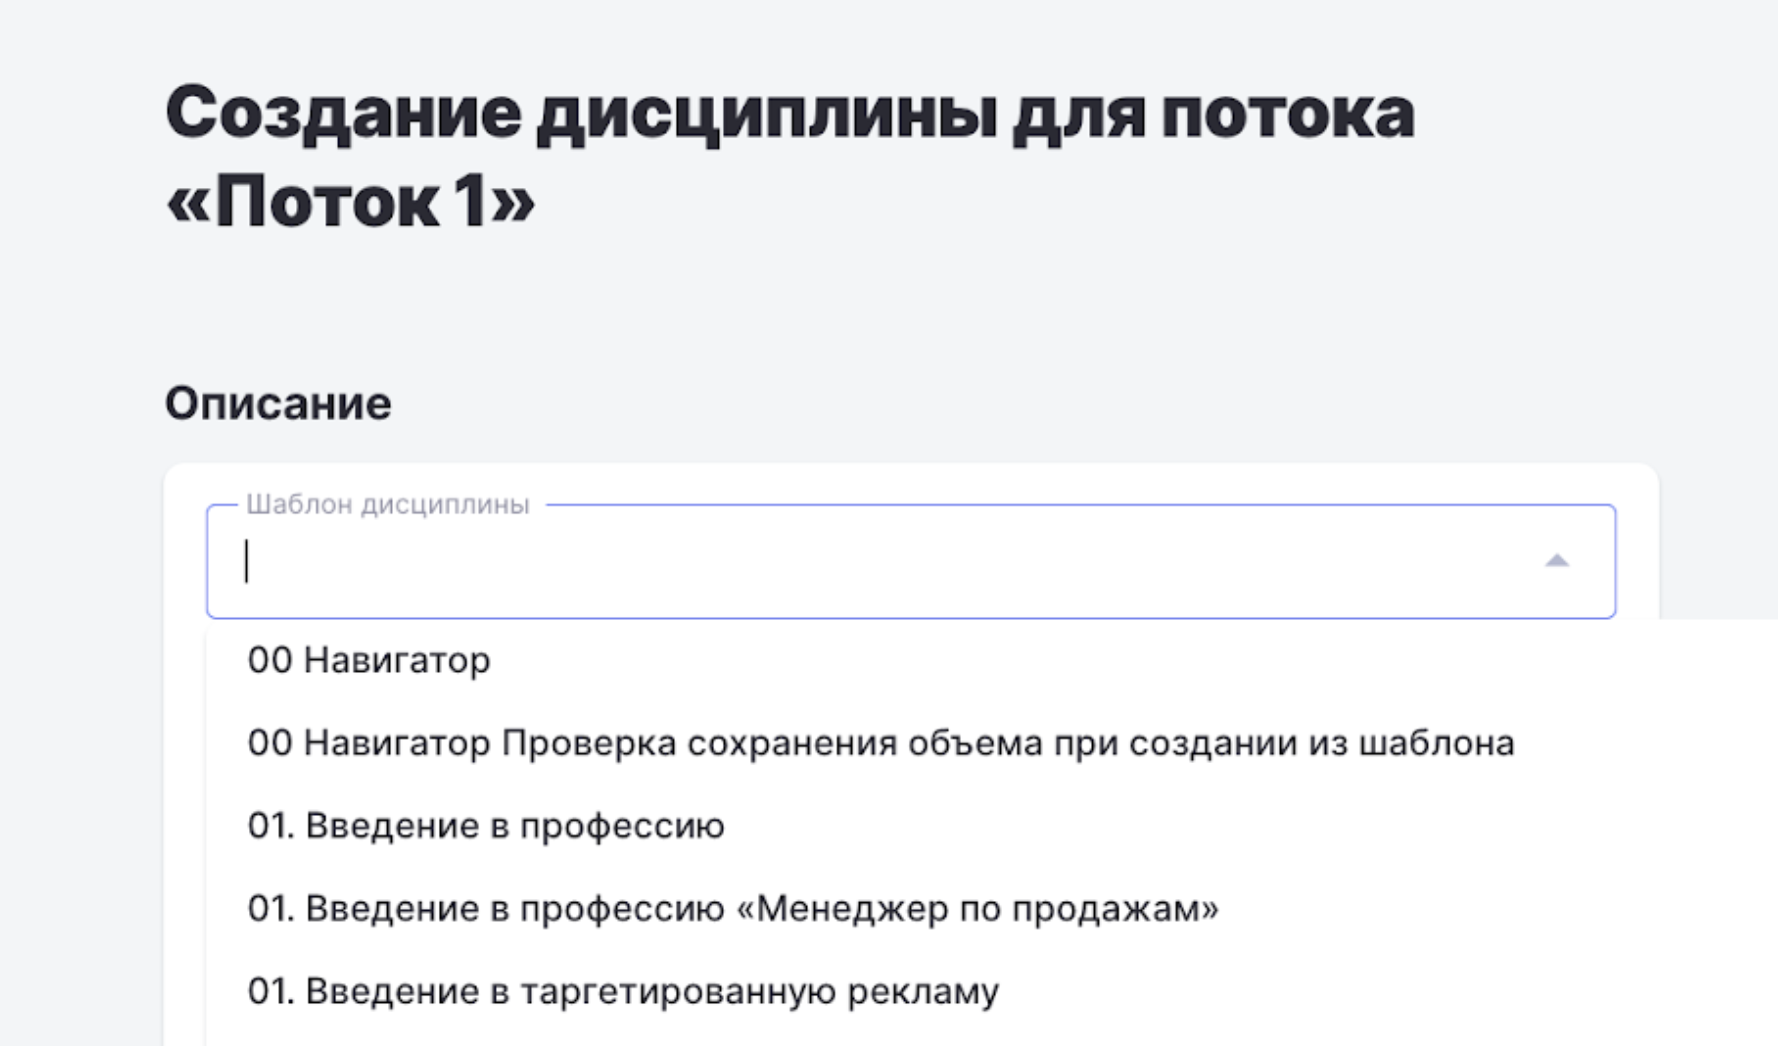 Создание дисциплины для потока
«Поток 1»
Описание
Шаблон дисциплины
00 Навигатор
00 Навигатор Проверка сохранения объема при создании из шаблона
01. Введение в профессию
01. Введение в профессию «Менеджер по продажам»
01. Введение в таргетированную рекламу